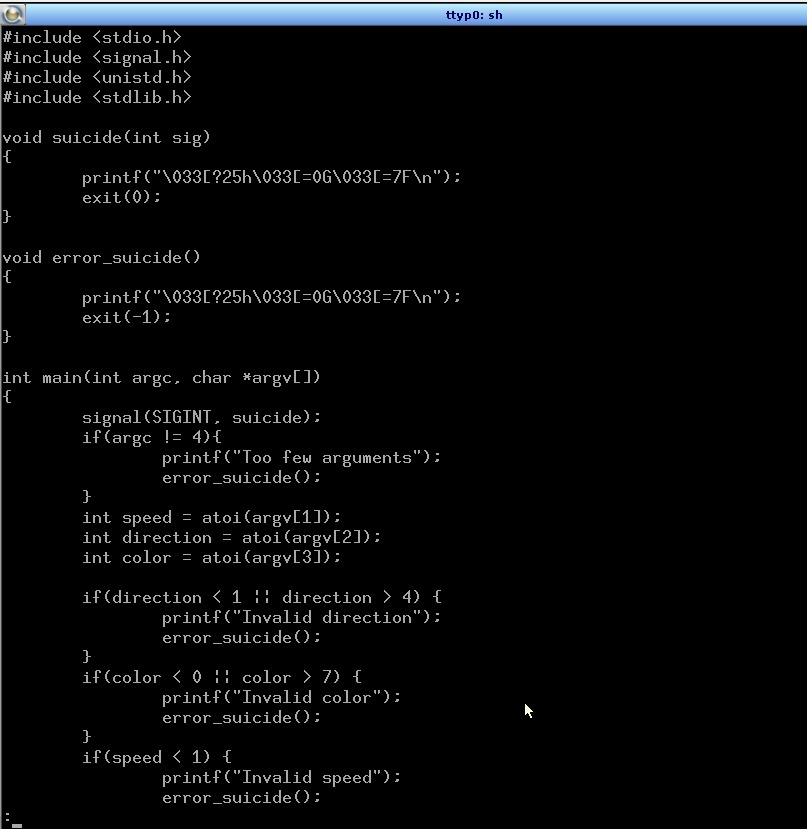 ttyp0: sh
#include <stdio.h>
#include <signal.h>
#include <unistd.h>
#include <stdlib.h>

void suicide(int sig)
{
        printf("\033[?25h\033[=0G\033[=7F\n");
        exit(0);
}

void error_suicide()
{
        printf("\033[?25h\033[=0G\033[=7F\n");
        exit(-1);
}

int main(int argc, char *argv[])
{
        signal(SIGINT, suicide);
        if(argc != 4){
                printf("Too few arguments");
                error_suicide();
        }
        int speed = atoi(argv[1]);
        int direction = atoi(argv[2]);
        int color = atoi(argv[3]);

        if(direction < 1 || direction > 4) {
                printf("Invalid direction");
                error_suicide();
        }
        if(color < 0 || color > 7) {
                printf("Invalid color");
                error_suicide();
        }
        if(speed < 1) {
                printf("Invalid speed");
                error_suicide();
:_